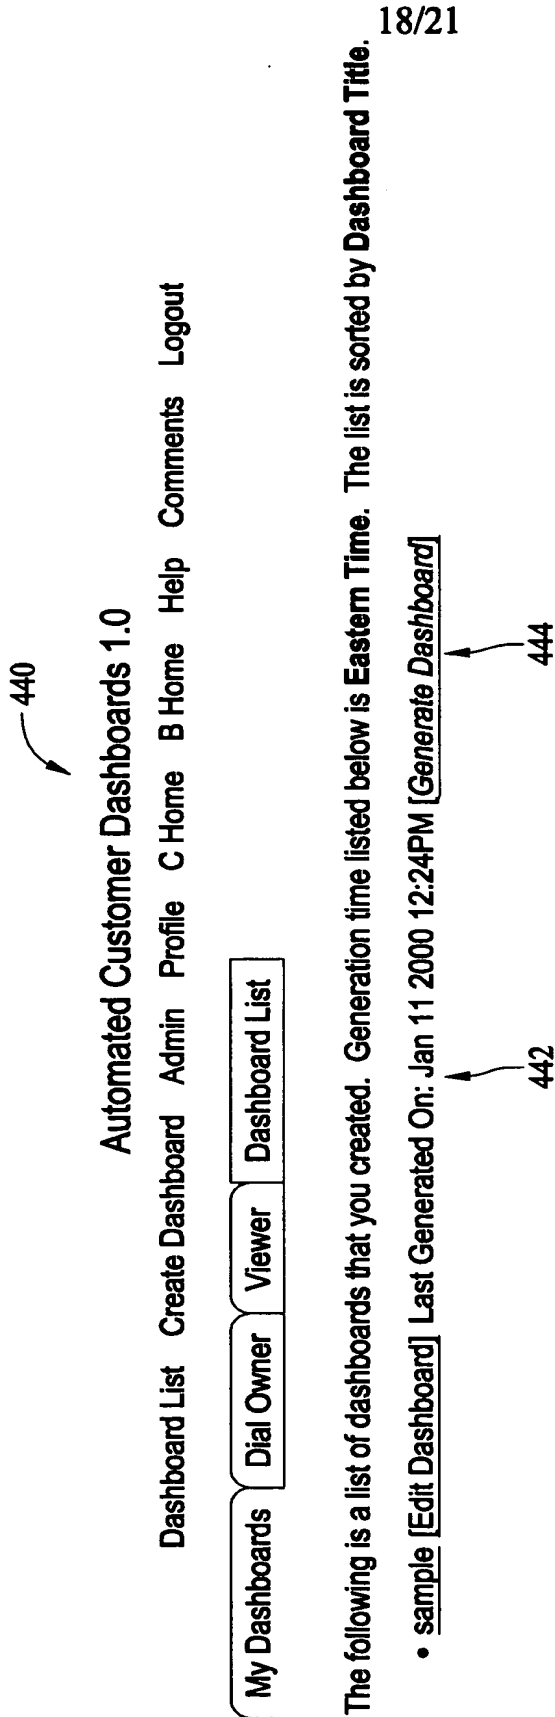 18/21
440
Automated Customer Dashboards 1.0
Dashboard List Create Dashboard Admin Profile C Home B Home Help Comments Logout
My Dashboards Dial Owner Viewer Dashboard List
The following is a list of dashboards that you created. Generation time listed below is Eastern Time. The list is sorted by Dashboard Title.
• sample [Edit Dashboard] Last Generated On: Jan 11 2000 12:24PM [Generate Dashboard]
442
444